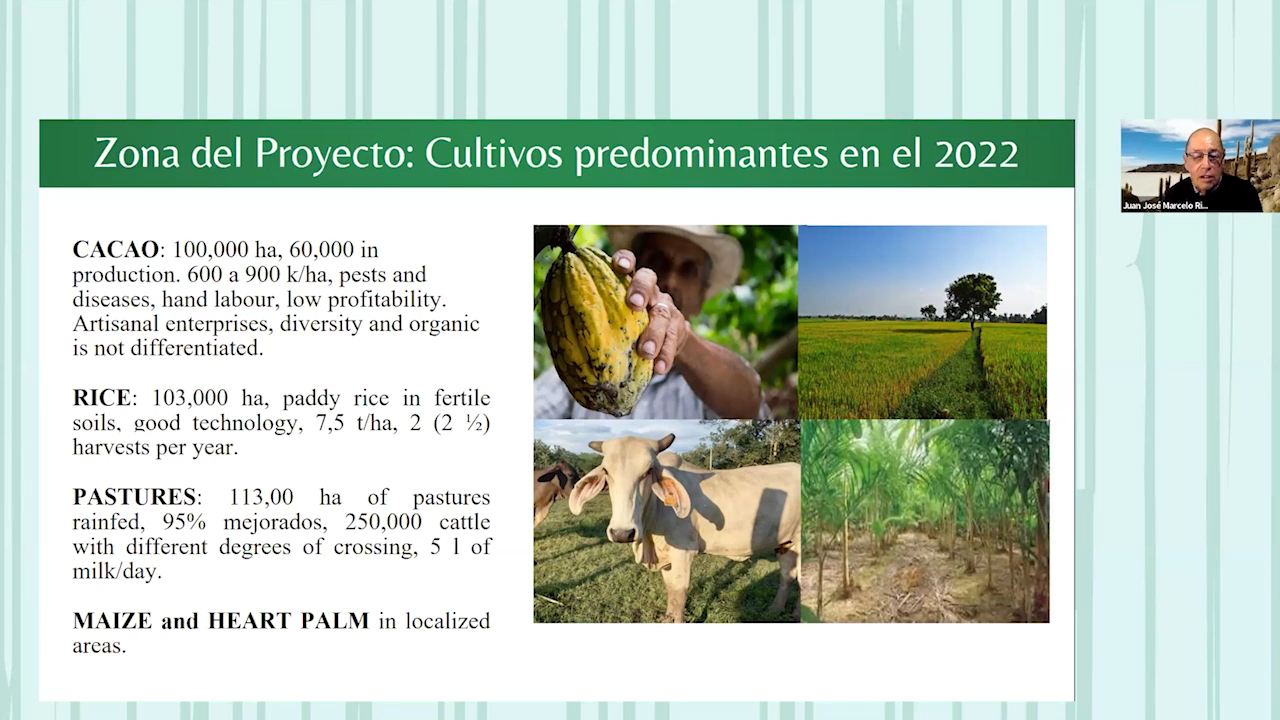 Zona del Proyecto: Cultivos predominantes en el 2022
Juan José Marcelo Ri...
CACAO: 100,000 ha, 60,000 in
production. 600 a 900 k/ha, pests and
diseases, hand labour, low profitability.
Artisanal enterprises, diversity and organic
is not differentiated.
RICE: 103,000 ha, paddy rice in fertile
soils, good technology, 7,5 t/ha, 2 (2 ½)
harvests per year.
PASTURES: 113,00 ha of pastures
rainfed, 95% mejorados, 250,000 cattle
with different degrees of crossing, 5 l of
milk/day.
MAIZE and HEART PALM in localized
areas.